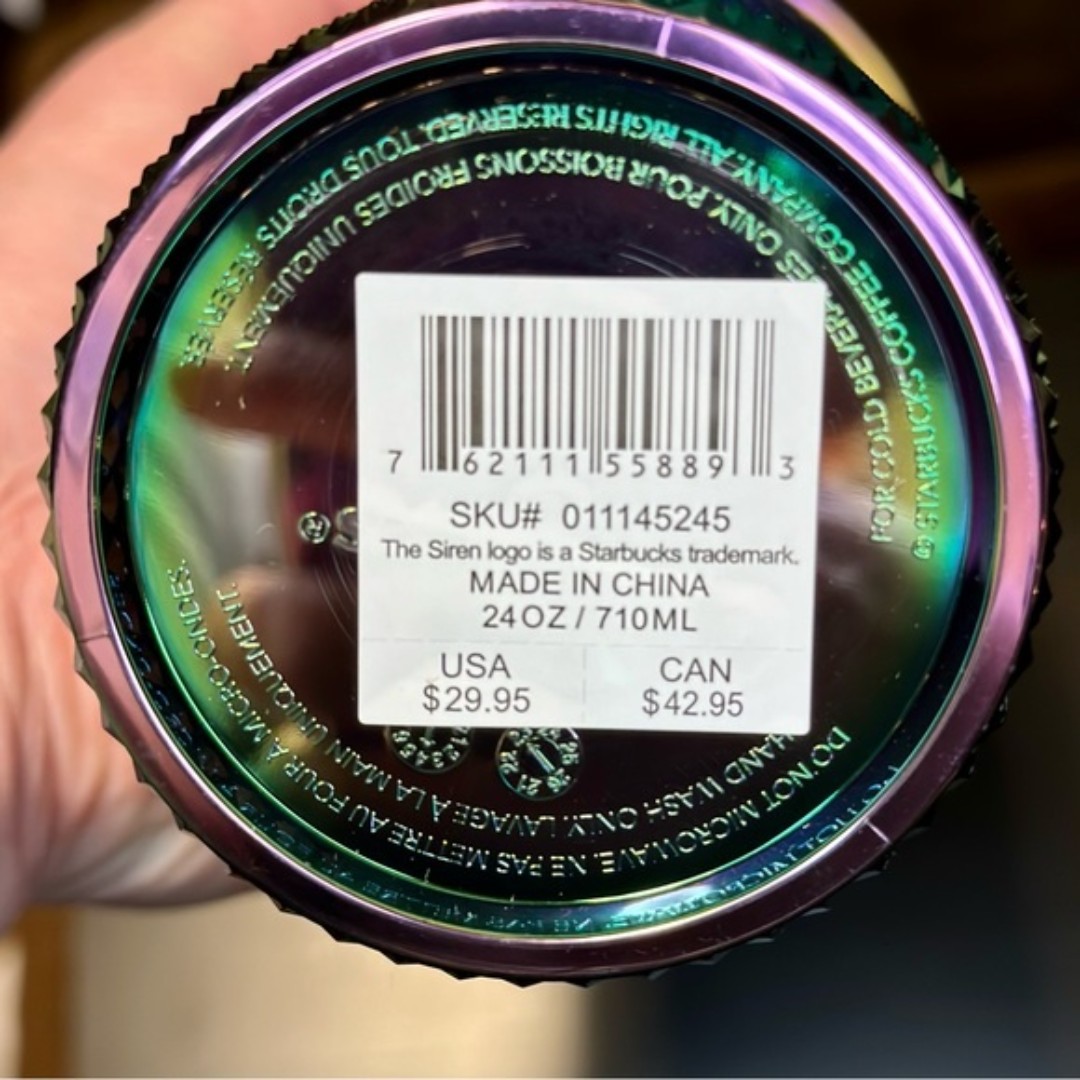 7 62111 55889 3
SKU# 011145245
The Siren logo is a Starbucks trademark.
MADE IN CHINA
24OZ / 710ML
USA CAN
$29.95 $42.95
© STARBUCKS COFFEE COMPANY. ALL RIGHTS RESERVED. TOUS DROITS RÉSERVÉS.
FOR COLD BEVERAGES ONLY. POUR BOISSONS FROIDES UNIQUEMENT.
HAND WASH ONLY. LAVAGE À LA MAIN UNIQUEMENT.
DO NOT MICROWAVE. NE PAS METTRE AU FOUR À MICRO-ONDES.
®